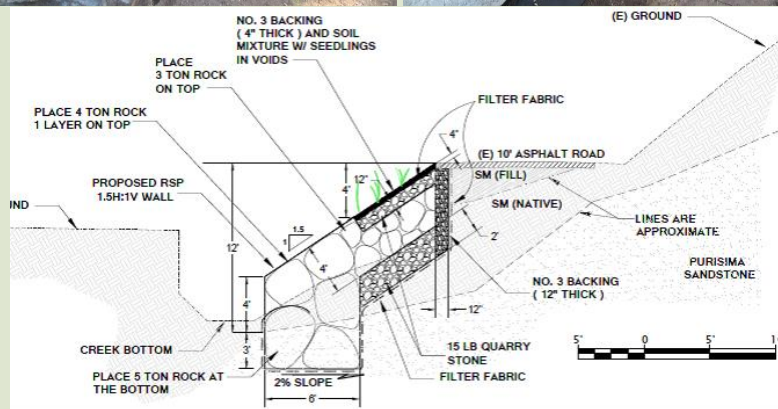 NO. 3 BACKING
( 4" THICK ) AND SOIL
MIXTURE W/ SEEDLINGS
IN VOIDS
(E) GROUND
PLACE
3 TON ROCK
ON TOP
FILTER FABRIC
PLACE 4 TON ROCK
1 LAYER ON TOP
4"
(E) 10' ASPHALT ROAD
12"
4'
SM (FILL)
PROPOSED RSP
1.5H:1V WALL
SM (NATIVE)
LINES ARE
APPROXIMATE
UND
1.5
1
12'
2'
4'
PURISIMA
SANDSTONE
NO. 3 BACKING
( 12" THICK )
4'
12"
CREEK BOTTOM
3'
15 LB QUARRY
STONE
5'
0
5'
PLACE 5 TON ROCK AT
THE BOTTOM
2% SLOPE
FILTER FABRIC
6'